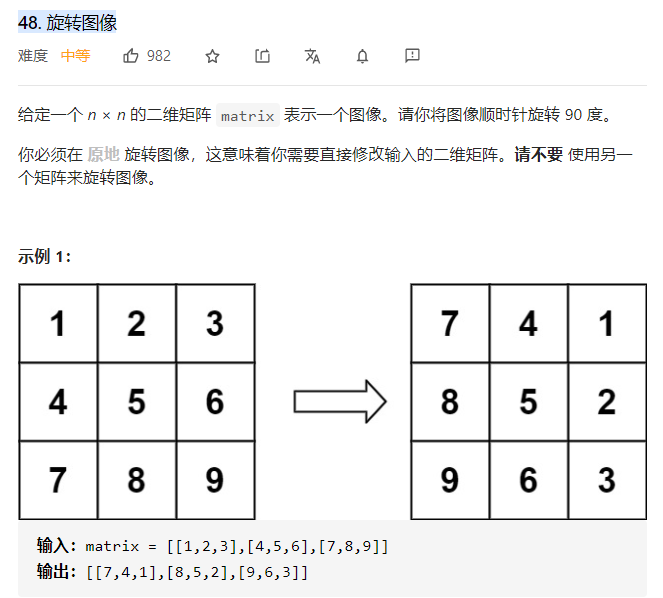 48. 旋转图像
难度 中等 982
给定一个 n × n 的二维矩阵 matrix 表示一个图像。请你将图像顺时针旋转 90 度。
你必须在 原地 旋转图像，这意味着你需要直接修改输入的二维矩阵。请不要 使用另一
个矩阵来旋转图像。
示例 1：
1 2 3 7 4 1
4 5 6 8 5 2
7 8 9 9 6 3
输入：matrix = [[1,2,3],[4,5,6],[7,8,9]]
输出：[[7,4,1],[8,5,2],[9,6,3]]